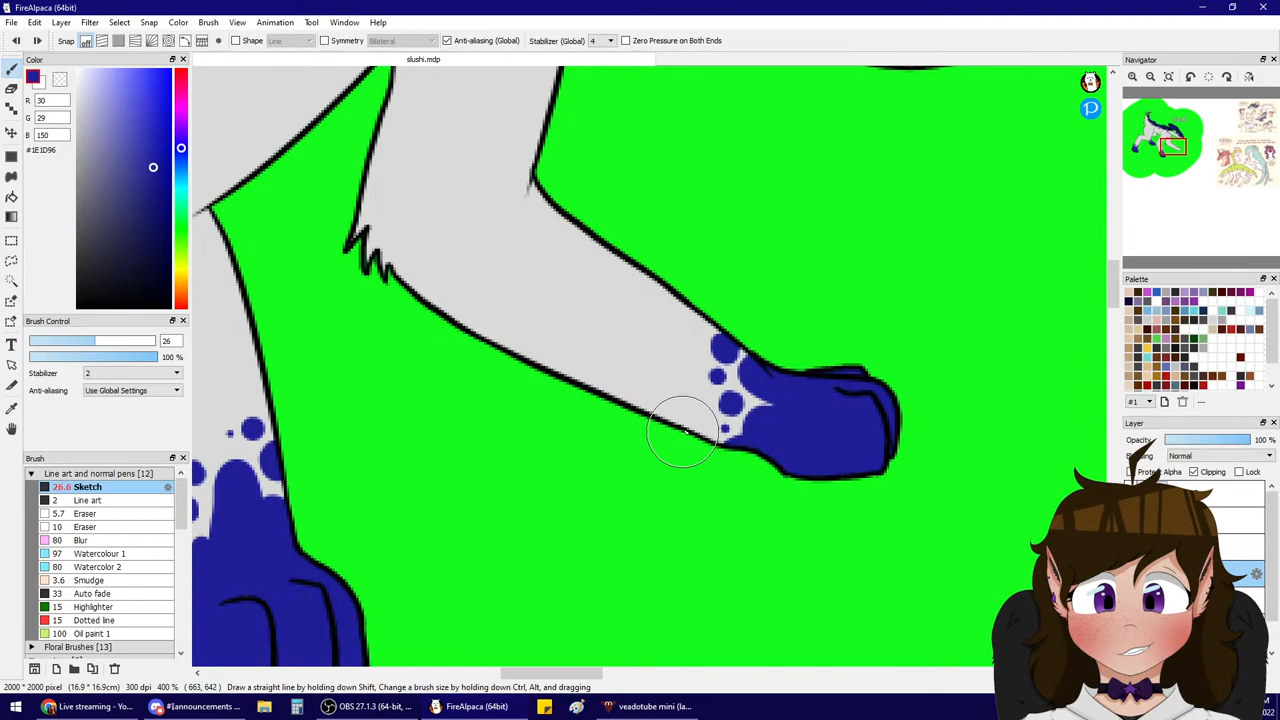 FireAlpaca (64bit)
File Edit Layer Filter Select Snap Color Brush View Animation Tool Window Help
Snap off Shape Line Symmetry Bilateral Anti-aliasing (Global) Stabilizer (Global) 4 Zero Pressure on Both Ends
slushi.mdp
Color
R 30
G 29
B 150
#1E1D96
Brush Control
26
100 %
Stabilizer 2
Anti-aliasing Use Global Settings
Brush
Line art and normal pens [12]
26.6 Sketch
2 Line art
5.7 Eraser
10 Eraser
80 Blur
97 Watercolour 1
80 Watercolor 2
3.6 Smudge
33 Auto fade
15 Highlighter
15 Dotted line
100 Oil paint 1
Floral Brushes [13]
Navigator
Palette
#1 ---
Layer
Opacity 100 %
Normal
Protect Alpha Clipping Lock
2000 * 2000 pixel (16.9 * 16.9cm) 300 dpi 400 % ( 663, 642 ) Draw a straight line by holding down Shift, Change a brush size by holding down Ctrl, Alt, and dragging
Live streaming - Yo... #[announcements OBS 27.1.3 (64-bit, ... FireAlpaca (64bit) veadotube mini (la...